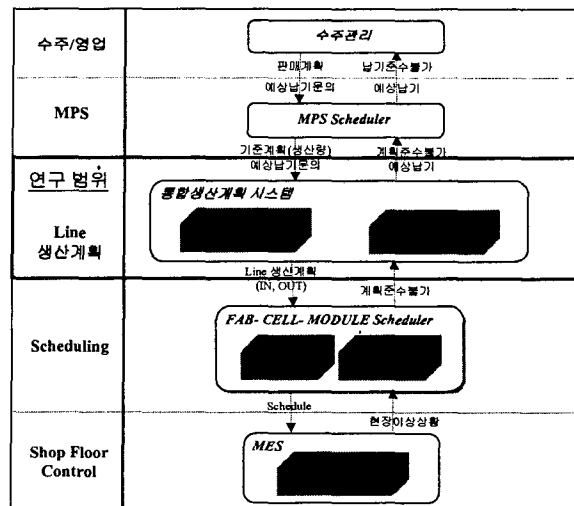 수주/영업
수주관리
판매계획
예상납기문의
납기준수불가
예상납기
MPS
MPS Scheduler
기준계획(생산량)
예상납기문의
계획준수불가
예상납기
연구 범위
Line
생산계획
통합생산계획 시스템
Line 생산계획
(IN, OUT)
계획준수불가
Scheduling
FAB- CELL- MODULE Scheduler
Schedule
현장이상상황
Shop Floor
Control
MES